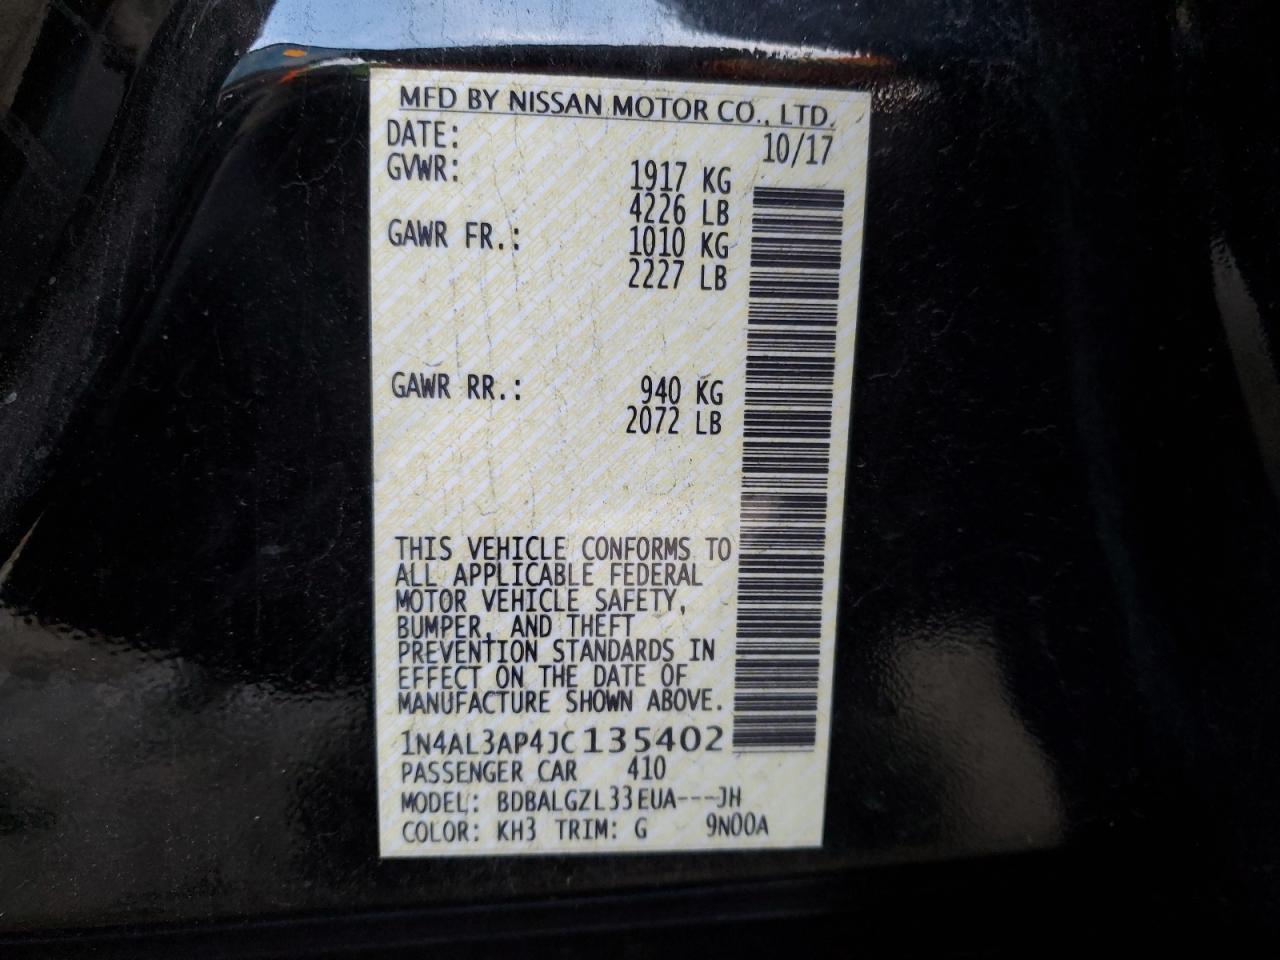 MFD BY NISSAN MOTOR CO., LTD.
DATE: 10/17
GVWR: 1917 KG
4226 LB
GAWR FR.: 1010 KG
2227 LB
GAWR RR.: 940 KG
2072 LB
THIS VEHICLE CONFORMS TO
ALL APPLICABLE FEDERAL
MOTOR VEHICLE SAFETY,
BUMPER, AND THEFT
PREVENTION STANDARDS IN
EFFECT ON THE DATE OF
MANUFACTURE SHOWN ABOVE.
1N4AL3AP4JC135402
PASSENGER CAR 410
MODEL: BDBALGZL33EUA---JH
COLOR: KH3 TRIM: G 9N00A